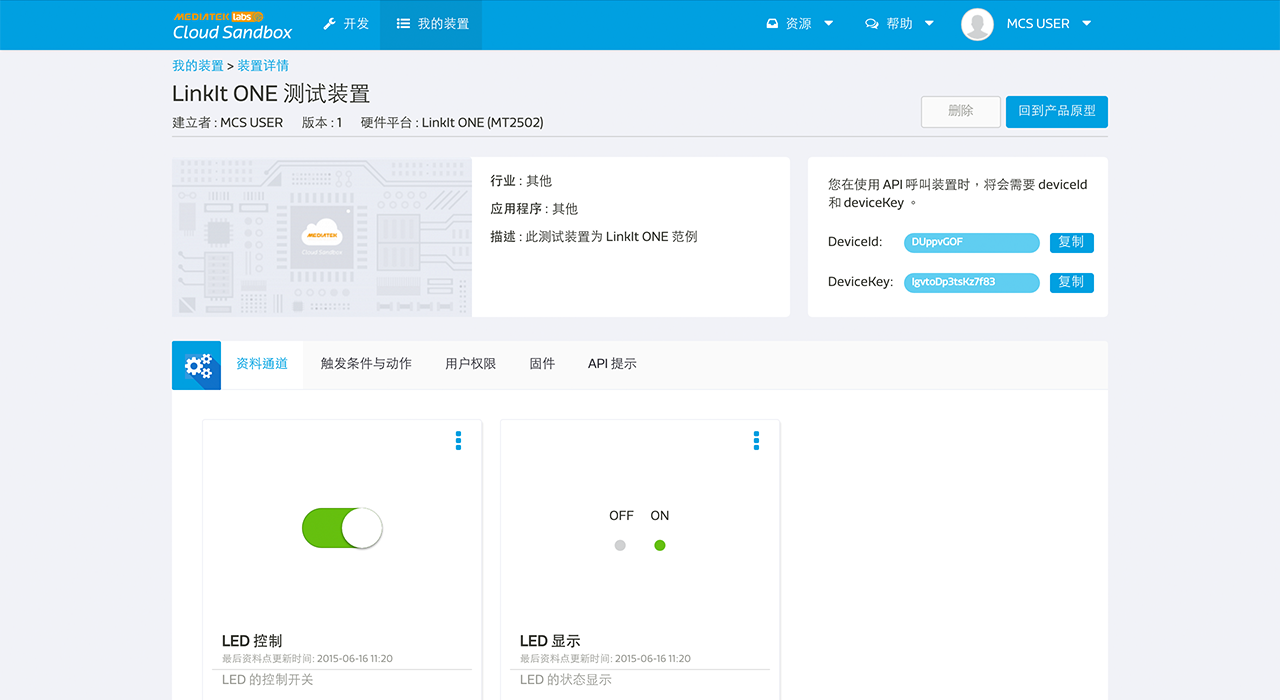 MEDIATEK labs
Cloud Sandbox
开发
我的装置
资源
帮助
MCS USER
我的装置 > 装置详情
LinkIt ONE 测试装置
建立者 : MCS USER 版本 : 1 硬件平台 : LinkIt ONE (MT2502)
删除
回到产品原型
MEDIATEK
Cloud Sandbox
行业 : 其他
应用程序 : 其他
描述 : 此测试装置为 LinkIt ONE 范例
您在使用 API 呼叫装置时，将会需要 deviceId
和 deviceKey 。
DeviceId: DUppvGOF 复制
DeviceKey: IgvtoDp3tsKz7f83 复制
资料通道
触发条件与动作
用户权限
固件
API 提示
OFF ON
LED 控制
最后资料点更新时间: 2015-06-16 11:20
LED 的控制开关
LED 显示
最后资料点更新时间: 2015-06-16 11:20
LED 的状态显示